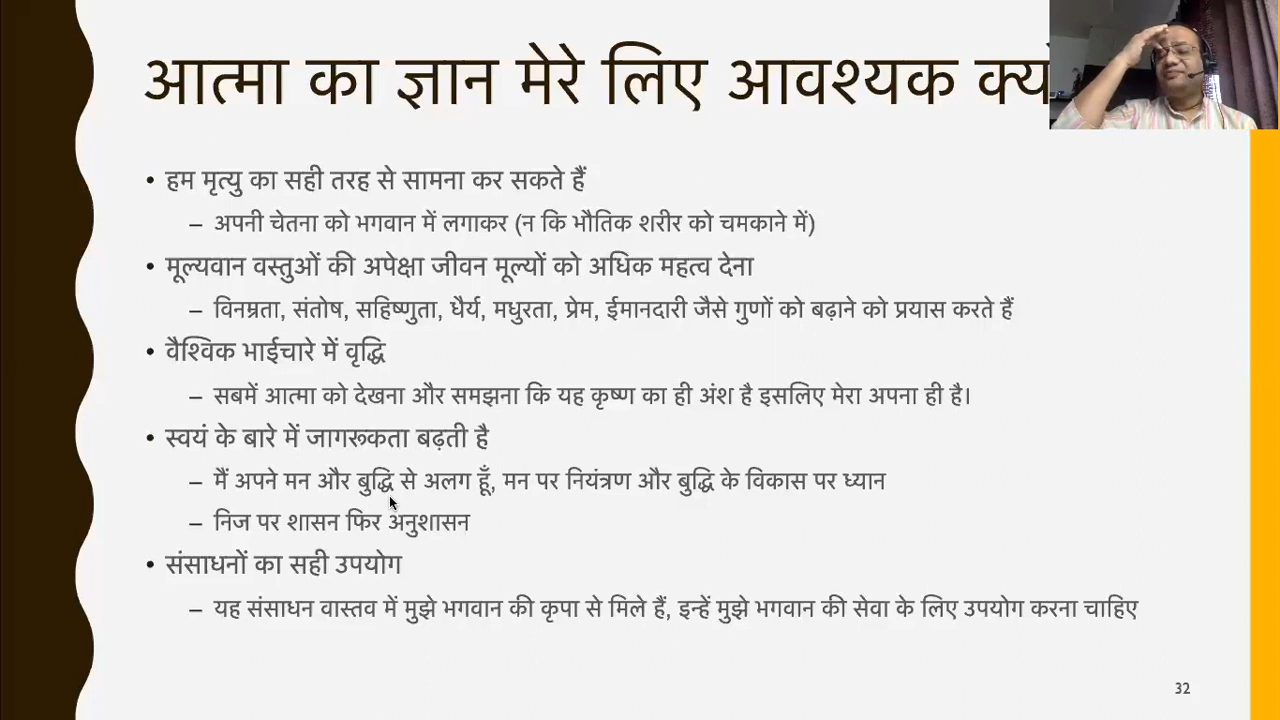 आत्मा का ज्ञान मेरे लिए आवश्यक
• हम मृत्यु का सही तरह से सामना कर सकते हैं
– अपनी चेतना को भगवान में लगाकर (न कि भौतिक शरीर को चमकाने में)
• मूल्यवान वस्तुओं की अपेक्षा जीवन मूल्यों को अधिक महत्व देना
– विनम्रता, संतोष, सहिष्णुता, धैर्य, मधुरता, प्रेम, ईमानदारी जैसे गुणों को बढ़ाने को प्रयास करते हैं
• वैश्विक भाईचारे में वृद्धि
– सबमें आत्मा को देखना और समझना कि यह कृष्ण का ही अंश है इसलिए मेरा अपना ही है।
• स्वयं के बारे में जागरूकता बढ़ती है
– मैं अपने मन और बुद्धि से अलग हूँ, मन पर नियंत्रण और बुद्धि के विकास पर ध्यान
– निज पर शासन फिर अनुशासन
• संसाधनों का सही उपयोग
– यह संसाधन वास्तव में मुझे भगवान की कृपा से मिले हैं, इन्हें मुझे भगवान की सेवा के लिए उपयोग करना चाहिए
32